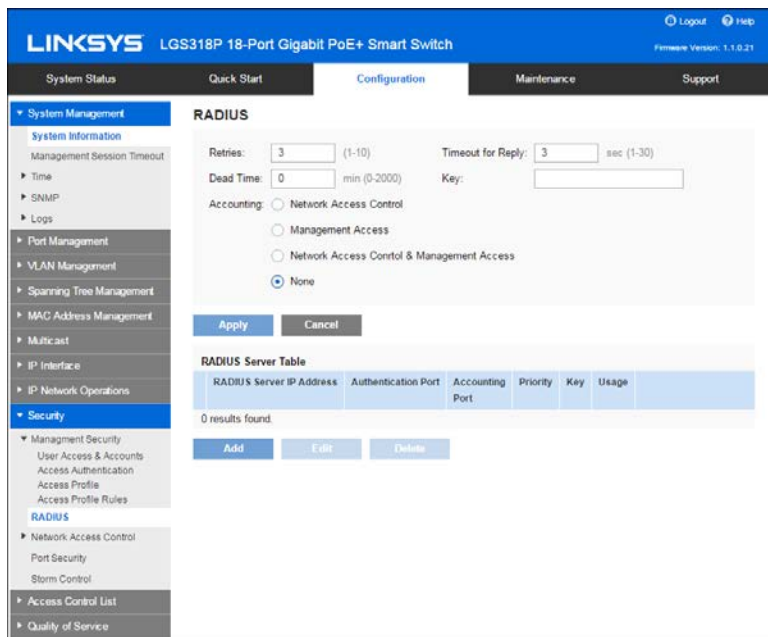 Logout Help
LINKSYS LGS318P 18-Port Gigabit PoE+ Smart Switch
Firmware Version: 1.1.0.21
System Status Quick Start Configuration Maintenance Support
System Management
System Information
Management Session Timeout
Time
SNMP
Logs
Port Management
VLAN Management
Spanning Tree Management
MAC Address Management
Multicast
IP Interface
IP Network Operations
Security
Managment Security
User Access & Accounts
Access Authentication
Access Profile
Access Profile Rules
RADIUS
Network Access Control
Port Security
Storm Control
Access Control List
Quality of Service
RADIUS
Retries: 3 (1-10) Timeout for Reply: 3 sec (1-30)
Dead Time: 0 min (0-2000) Key:
Accounting: Network Access Control
Management Access
Network Access Conrtol & Management Access
None
Apply Cancel
RADIUS Server Table
RADIUS Server IP Address Authentication Port Accounting Port Priority Key Usage
0 results found.
Add Edit Delete